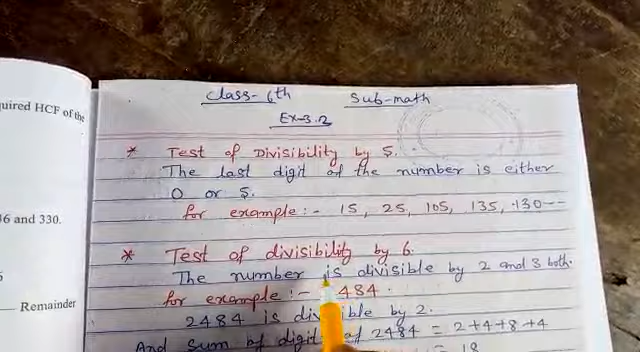 Class-6th Sub-math
Ex-3.2
quired HCF of the
* Test of Divisibility by 5.
The last digit of the number is either
0 or 5.
for example:- 15, 25, 105, 135, 130--
36 and 330.
* Test of divisibility by 6.
The number is divisible by 2 and 3 both.
for example:- 484.
Remainder
2484 is divisible by 2.
And sum of digit of 2484 = 2+4+8+4
= 18